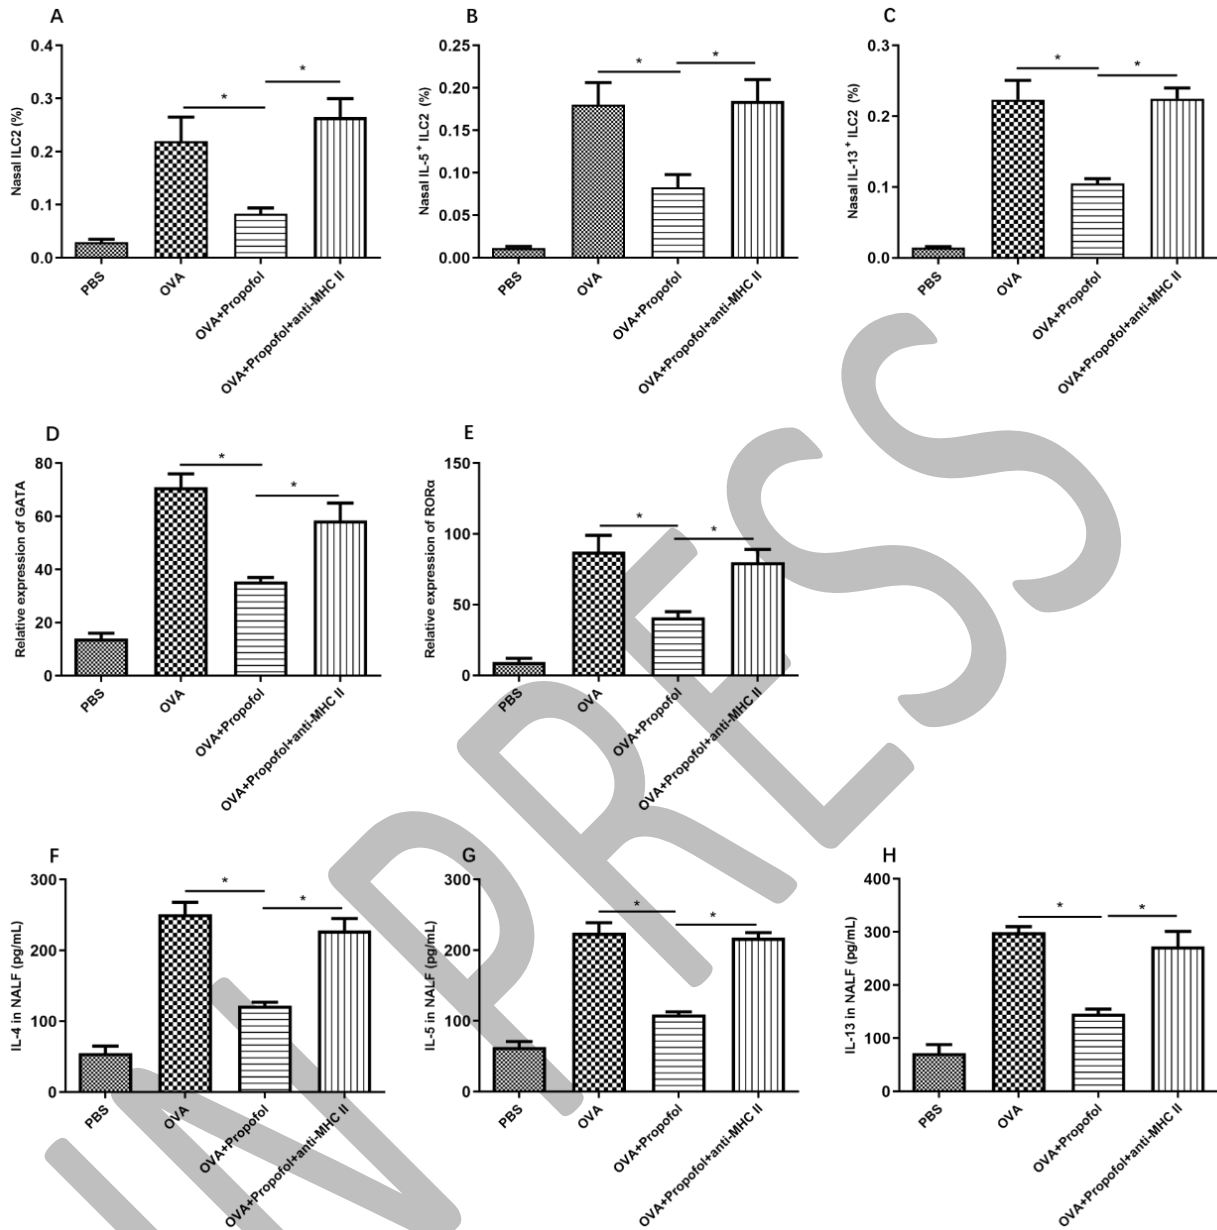 A
Nasal ILC2 (%)
0.4
0.3
0.2
0.1
0.0
PBS
OVA
OVA+Propofol
OVA+Propofol+anti-MHC II
*
*
B
Nasal IL-5 + ILC2 (%)
0.25
0.20
0.15
0.10
0.05
0.00
PBS
OVA
OVA+Propofol
OVA+Propofol+anti-MHC II
*
*
C
Nasal IL-13 + ILC2 (%)
0.3
0.2
0.1
0.0
PBS
OVA
OVA+Propofol
OVA+Propofol+anti-MHC II
*
*
D
Relative expression of GATA
80
60
40
20
0
PBS
OVA
OVA+Propofol
OVA+Propofol+anti-MHC II
*
*
E
Relative expression of RORα
150
100
50
0
PBS
OVA
OVA+Propofol
OVA+Propofol+anti-MHC II
*
*
F
IL-4 in NALF (pg/mL)
300
200
100
0
PBS
OVA
OVA+Propofol
OVA+Propofol+anti-MHC II
*
*
G
IL-5 in NALF (pg/mL)
300
200
100
0
PBS
OVA
OVA+Propofol
OVA+Propofol+anti-MHC II
*
*
H
IL-13 in NALF (pg/mL)
400
300
200
100
0
PBS
OVA
OVA+Propofol
OVA+Propofol+anti-MHC II
*
*
IN PRESS